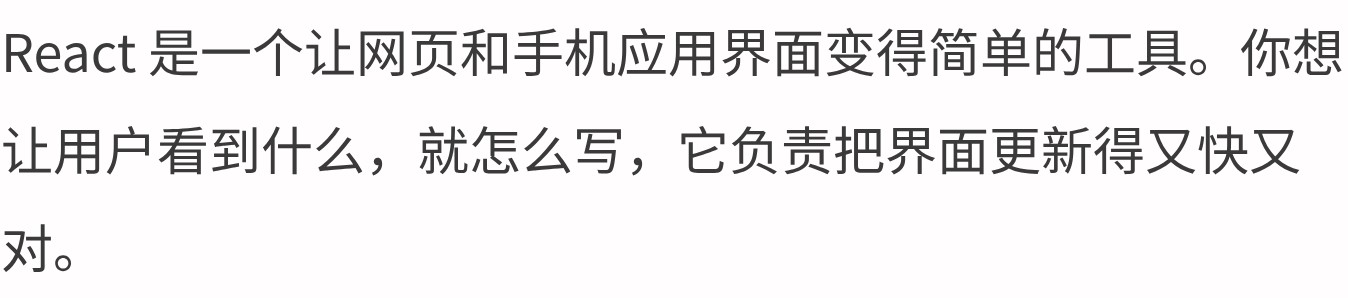 React 是一个让网页和手机应用界面变得简单的工具。你想
让用户看到什么，就怎么写，它负责把界面更新得又快又
对。